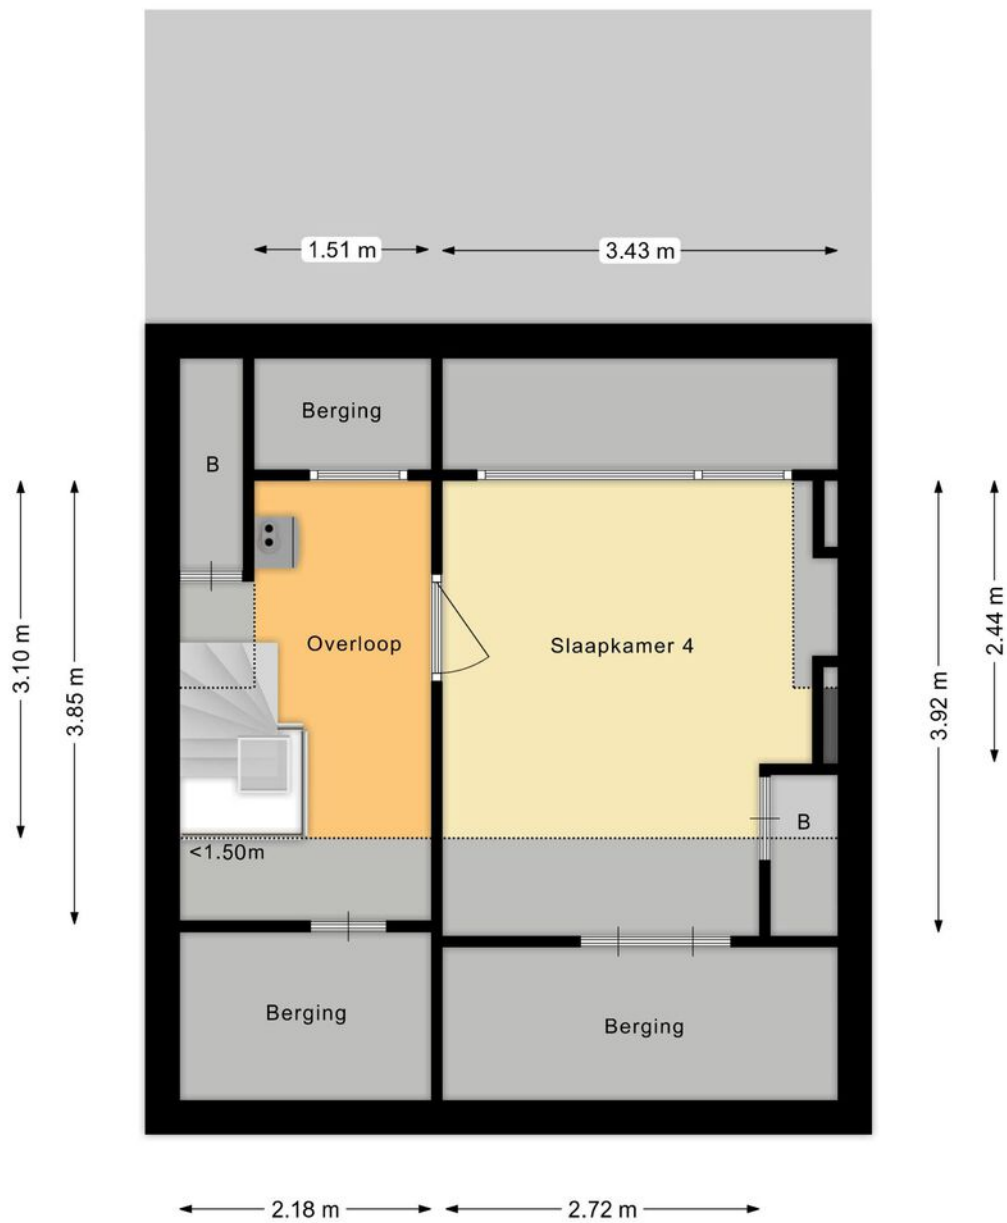 1.51 m
3.43 m
Berging
B
3.10 m
3.85 m
Overloop
Slaapkamer 4
3.92 m
2.44 m
B
<1.50m
Berging
Berging
2.18 m
2.72 m